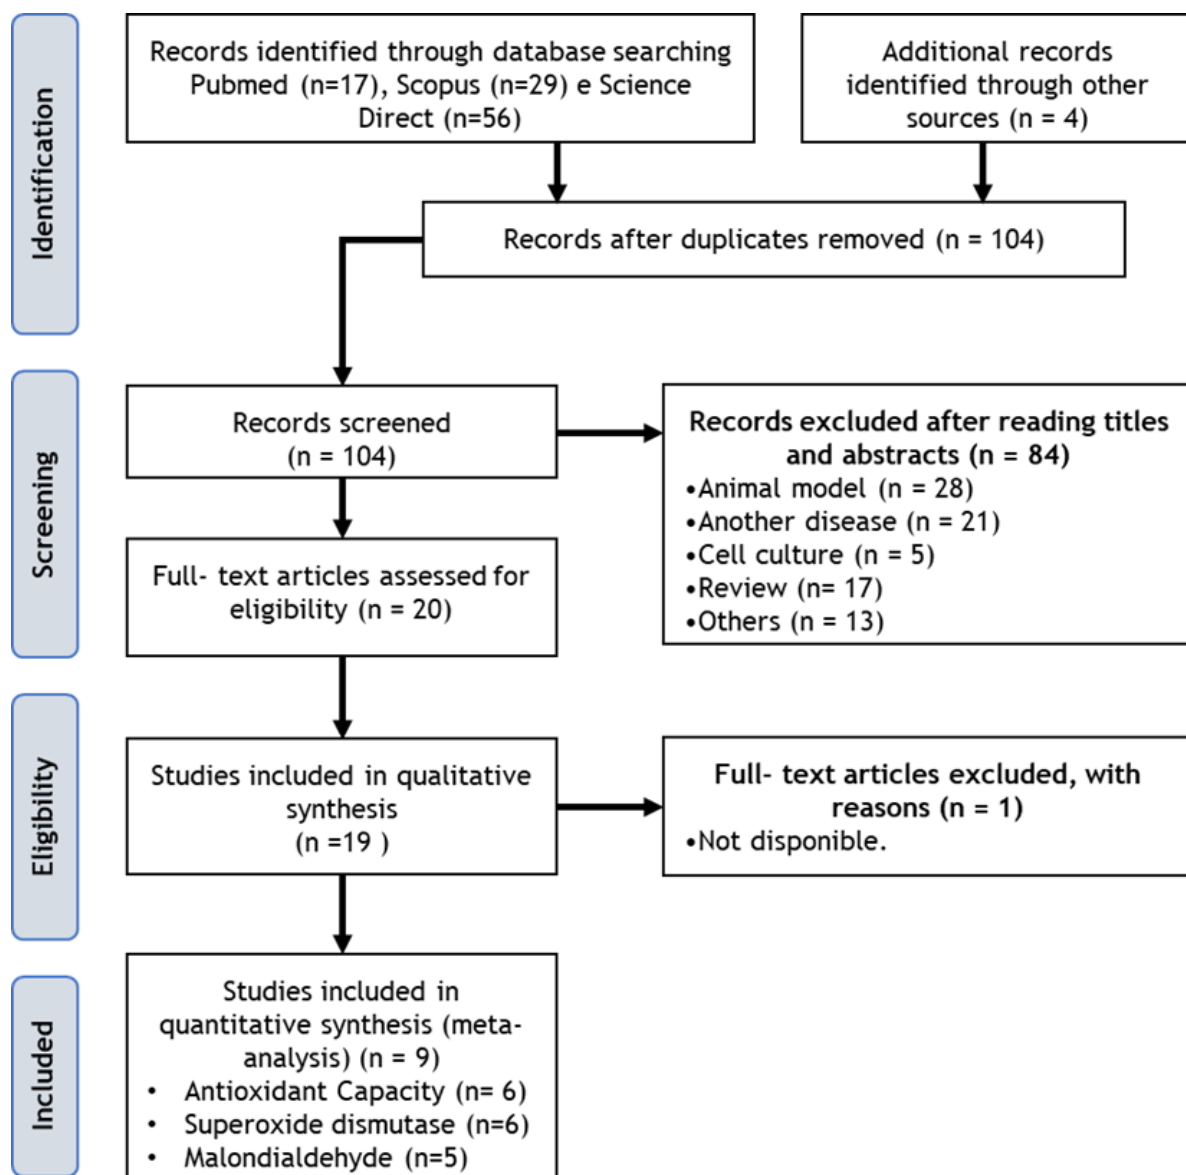 Identification
Records identified through database searching
Pubmed (n=17), Scopus (n=29) e Science
Direct (n=56)
Additional records
identified through other
sources (n = 4)
Records after duplicates removed (n = 104)
Screening
Records screened
(n = 104)
Records excluded after reading titles
and abstracts (n = 84)
•Animal model (n = 28)
•Another disease (n = 21)
•Cell culture (n = 5)
•Review (n= 17)
•Others (n = 13)
Full- text articles assessed for
eligibility (n = 20)
Eligibility
Studies included in qualitative
synthesis
(n =19 )
Full- text articles excluded, with
reasons (n = 1)
•Not disponible.
Included
Studies included in
quantitative synthesis (meta-
analysis) (n = 9)
• Antioxidant Capacity (n= 6)
• Superoxide dismutase (n=6)
• Malondialdehyde (n=5)